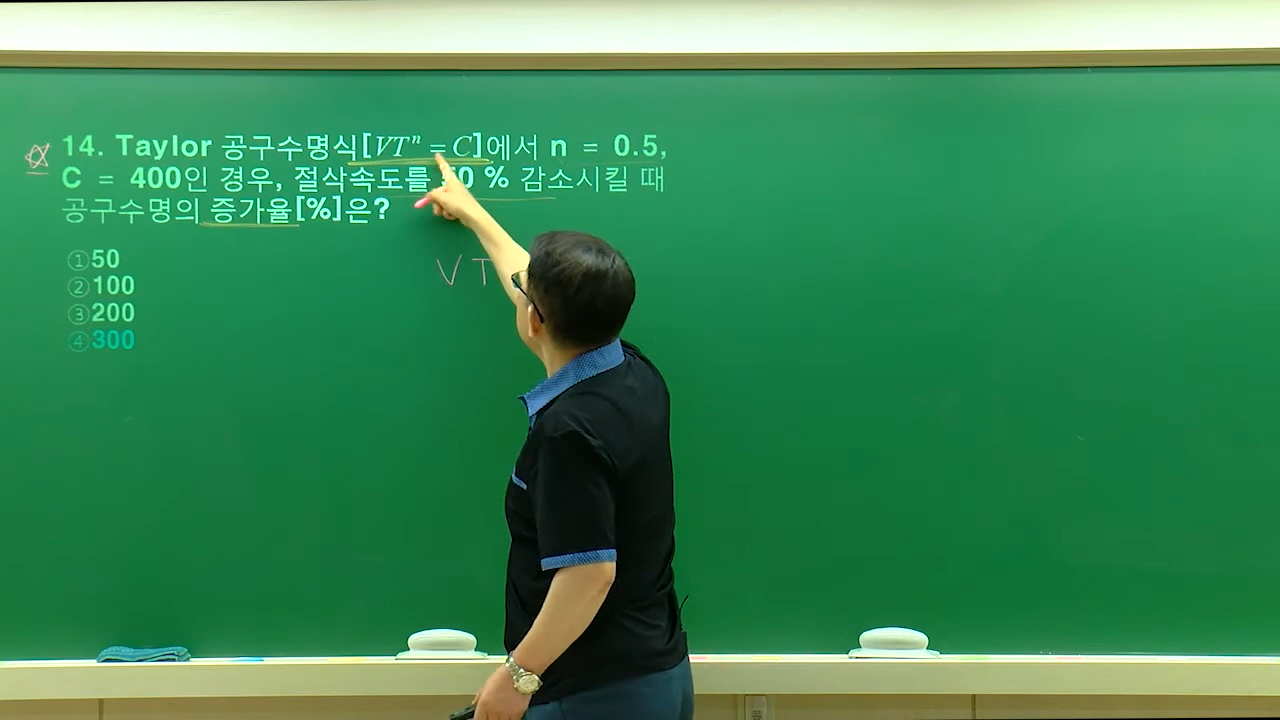 14. Taylor 공구수명식[VTⁿ = C]에서 n = 0.5,
C = 400인 경우, 절삭속도를 50 % 감소시킬 때
공구수명의 증가율[%]은?
①50
②100
③200
④300
VT